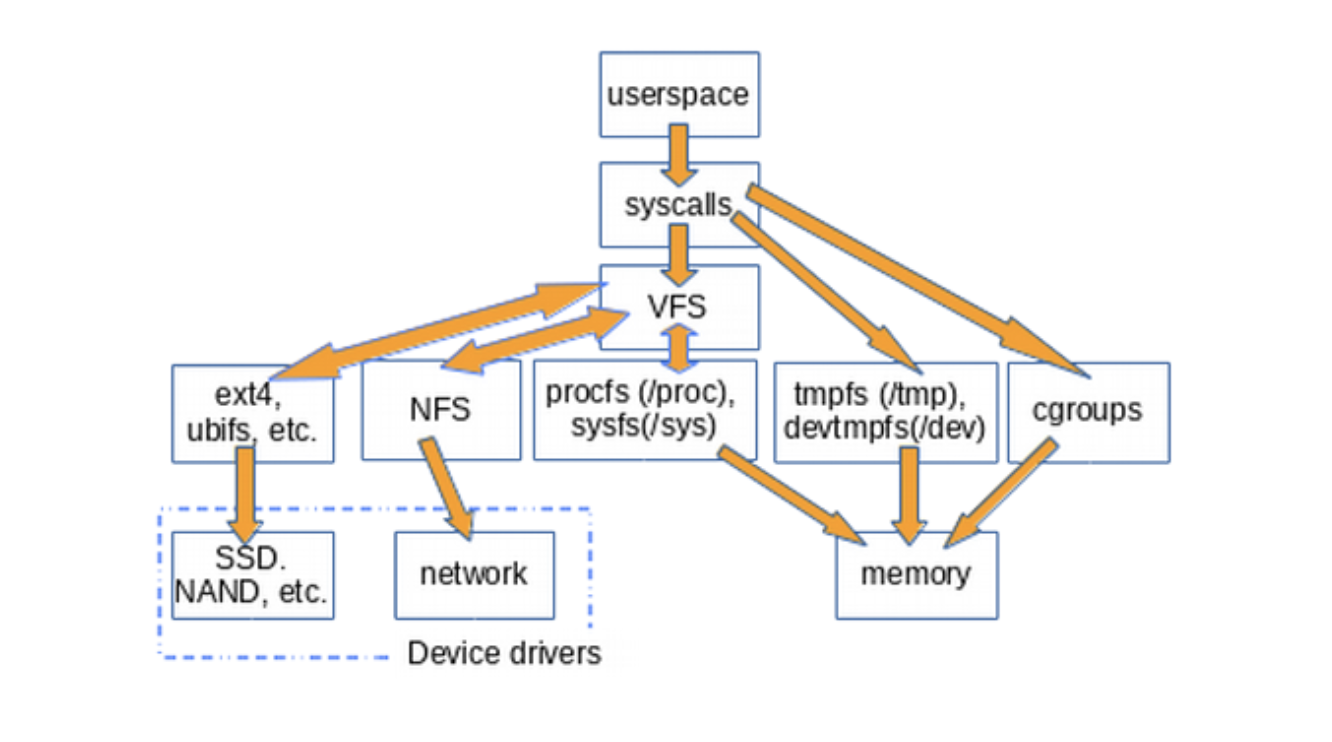 userspace
syscalls
VFS
ext4,
ubifs, etc.
NFS
procfs (/proc),
sysfs(/sys)
tmpfs (/tmp),
devtmpfs(/dev)
cgroups
SSD.
NAND, etc.
network
memory
Device drivers